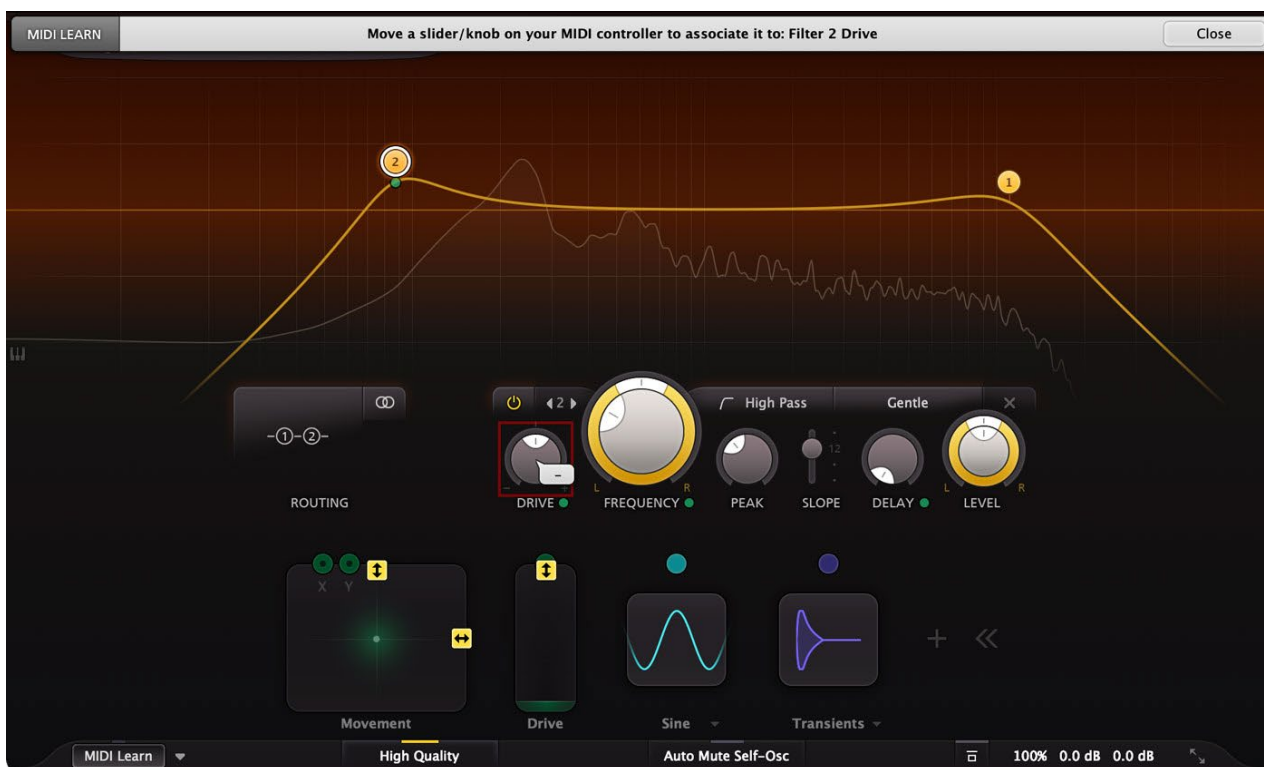 MIDI LEARN
Move a slider/knob on your MIDI controller to associate it to: Filter 2 Drive
Close
2
1
2
High Pass
Gentle
-①-②-
12
-
- +
L R
L R
ROUTING
DRIVE
FREQUENCY
PEAK
SLOPE
DELAY
LEVEL
X Y
Movement
Drive
Sine
Transients
MIDI Learn
High Quality
Auto Mute Self-Osc
100% 0.0 dB 0.0 dB